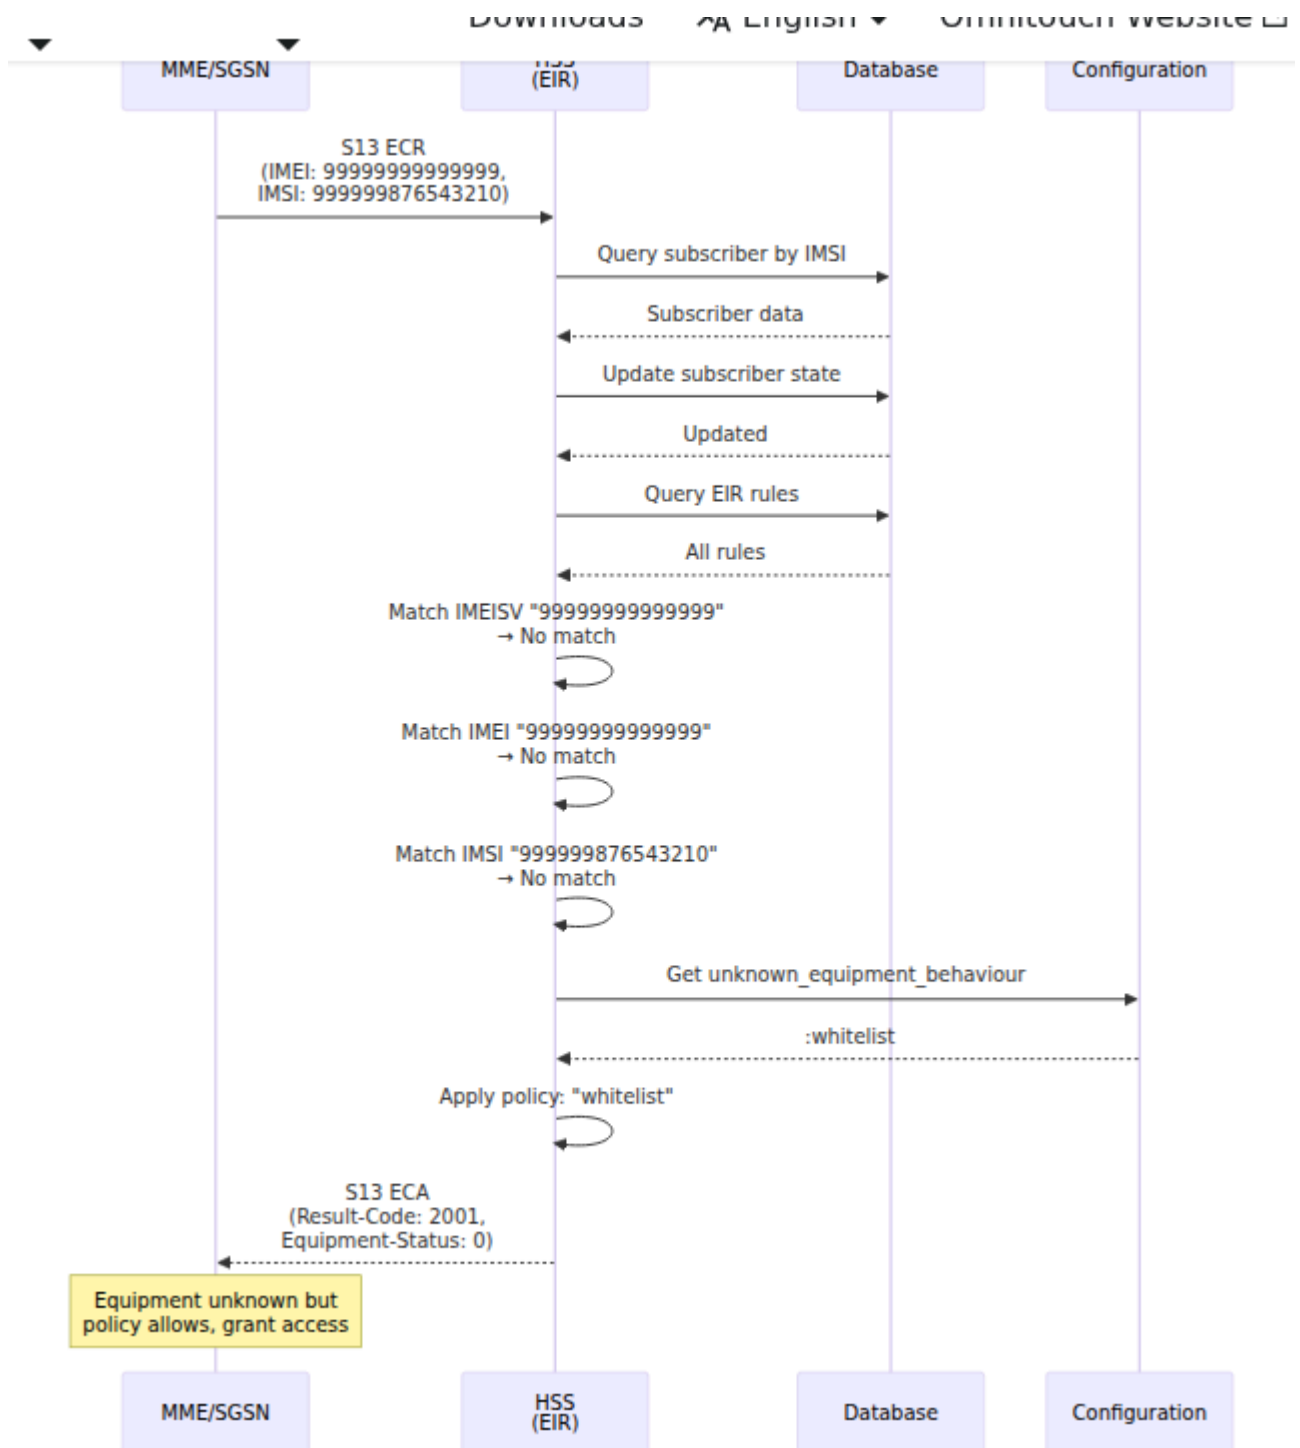 Downloads English Omnitouch Website
MME/SGSN
HSS
(EIR)
Database
Configuration
S13 ECR
(IMEI: 99999999999999,
IMSI: 999999876543210)
Query subscriber by IMSI
Subscriber data
Update subscriber state
Updated
Query EIR rules
All rules
Match IMEISV "99999999999999"
→ No match
Match IMEI "99999999999999"
→ No match
Match IMSI "999999876543210"
→ No match
Get unknown_equipment_behaviour
:whitelist
Apply policy: "whitelist"
S13 ECA
(Result-Code: 2001,
Equipment-Status: 0)
Equipment unknown but
policy allows, grant access
MME/SGSN
HSS
(EIR)
Database
Configuration